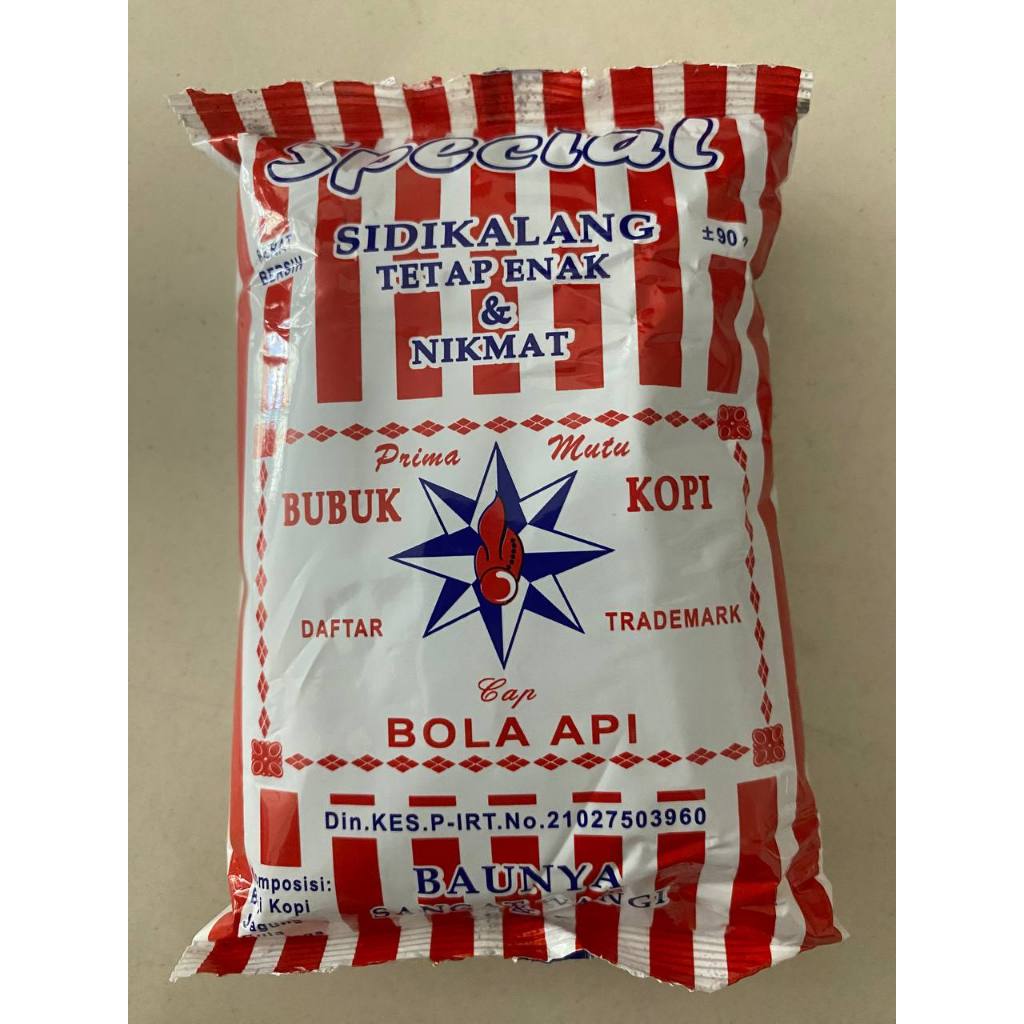 Special
SIDIKALANG
TETAP ENAK
&
NIKMAT
BERSIH
±90
Prima Mutu
BUBUK KOPI
DAFTAR TRADEMARK
Cap
BOLA API
Din.KES.P-IRT.No.21027503960
BAUNYA
Kopi